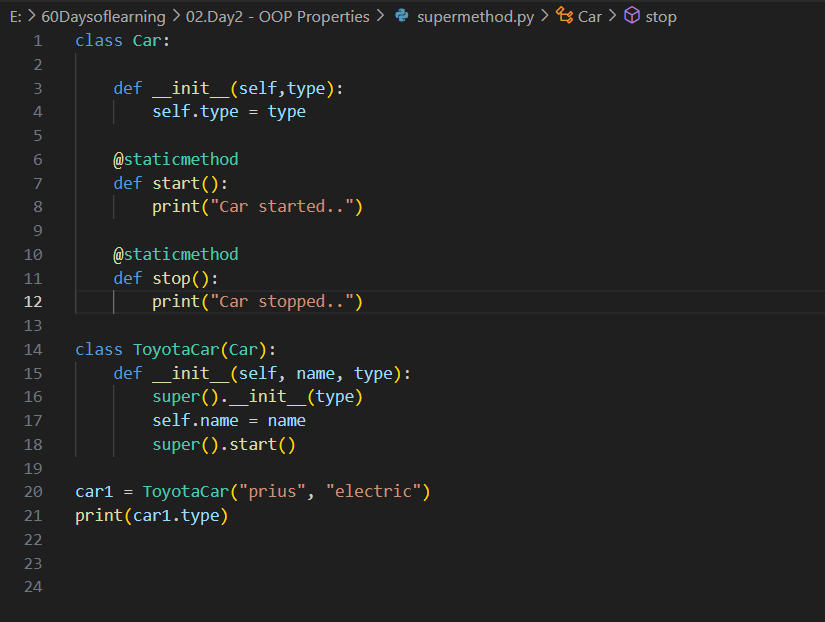 E: > 60Daysoflearning > 02.Day2 - OOP Properties > supermethod.py > Car > stop
1 class Car:
2
3     def __init__(self,type):
4         self.type = type
5
6     @staticmethod
7     def start():
8         print("Car started..")
9
10     @staticmethod
11     def stop():
12         print("Car stopped..")
13
14 class ToyotaCar(Car):
15     def __init__(self, name, type):
16         super().__init__(type)
17         self.name = name
18         super().start()
19
20 car1 = ToyotaCar("prius", "electric")
21 print(car1.type)
22
23
24